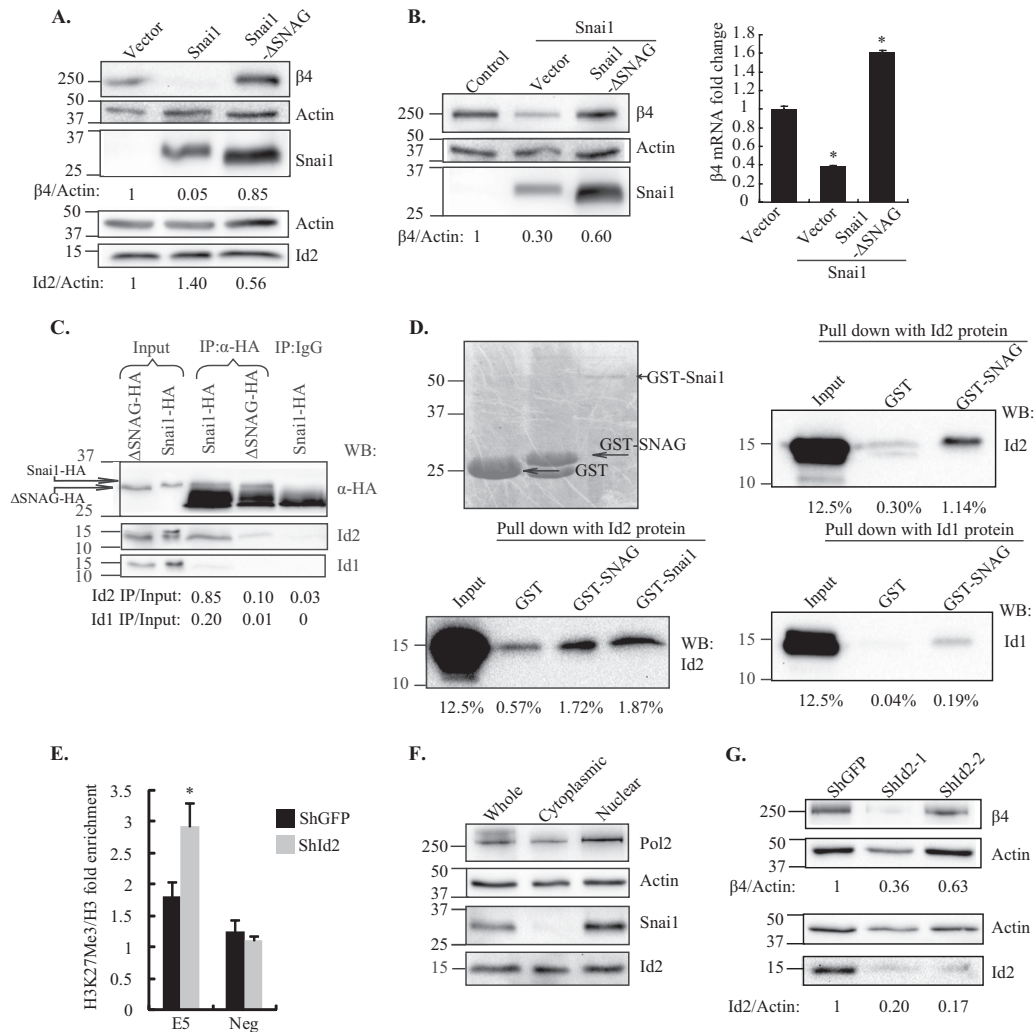 A.
Vector
Snai1
Snai1
-ΔSNAG
250
β4
50
37
Actin
37
25
Snai1
β4/Actin: 1 0.05 0.85
50
37
Actin
15
Id2
Id2/Actin: 1 1.40 0.56
B.
Snai1
Control
Vector
Snai1
-ΔSNAG
250
β4
50
37
Actin
37
25
Snai1
β4/Actin: 1 0.30 0.60
β4 mRNA fold change
1.8
1.6
1.4
1.2
1
0.8
0.6
0.4
0.2
0
*
*
Vector
Vector
Snai1
-ΔSNAG
Snai1
C.
Input
IP:α-HA
IP:IgG
ΔSNAG-HA
Snai1-HA
Snai1-HA
ΔSNAG-HA
Snai1-HA
WB:
37
Snai1-HA
ΔSNAG-HA
25
α-HA
15
10
Id2
15
10
Id1
Id2 IP/Input: 0.85 0.10 0.03
Id1 IP/Input: 0.20 0.01 0
D.
50
37
25
GST-Snai1
GST-SNAG
GST
Pull down with Id2 protein
Input
GST
GST-SNAG
WB:
Id2
15
10
12.5% 0.30% 1.14%
Pull down with Id2 protein
Input
GST
GST-SNAG
GST-Snai1
15
10
WB:
Id2
12.5% 0.57% 1.72% 1.87%
Pull down with Id1 protein
Input
GST
GST-SNAG
WB:
Id1
15
10
12.5% 0.04% 0.19%
E.
H3K27Me3/H3 fold enrichment
3.5
3
2.5
2
1.5
1
0.5
0
*
ShGFP
ShId2
E5 Neg
F.
Whole
Cytoplasmic
Nuclear
250
Pol2
50
37
Actin
37
25
Snai1
15
Id2
G.
ShGFP
ShId2-1
ShId2-2
250
β4
50
37
Actin
β4/Actin: 1 0.36 0.63
50
37
Actin
15
Id2
Id2/Actin: 1 0.20 0.17